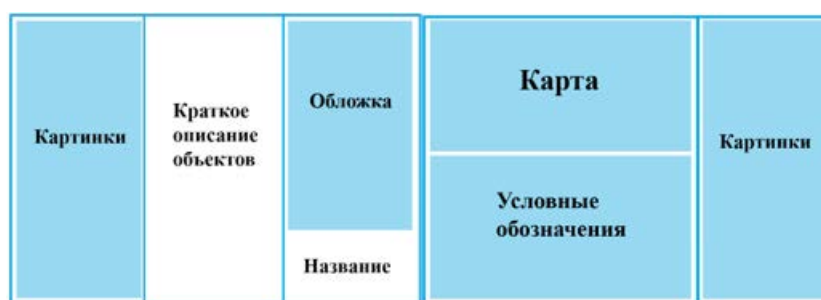 Картинки
Краткое
описание
объектов
Обложка
Название
Карта
Условные
обозначения
Картинки